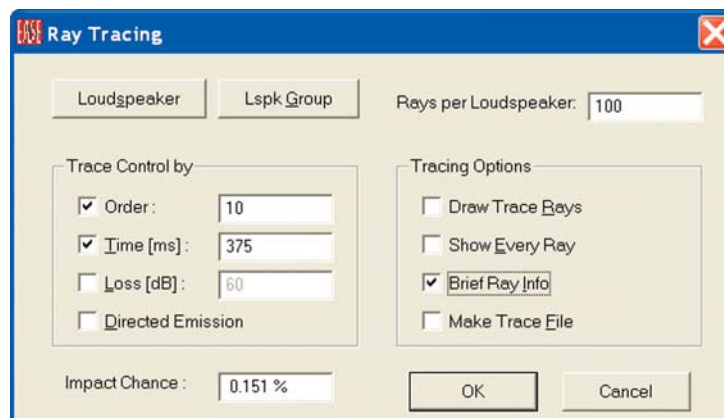 EASE Ray Tracing
Loudspeaker
Lspk Group
Rays per Loudspeaker: 100
Trace Control by
Order : 10
Time [ms] : 375
Loss [dB] : 60
Directed Emission
Tracing Options
Draw Trace Rays
Show Every Ray
Brief Ray Info
Make Trace File
Impact Chance : 0.151 %
OK
Cancel